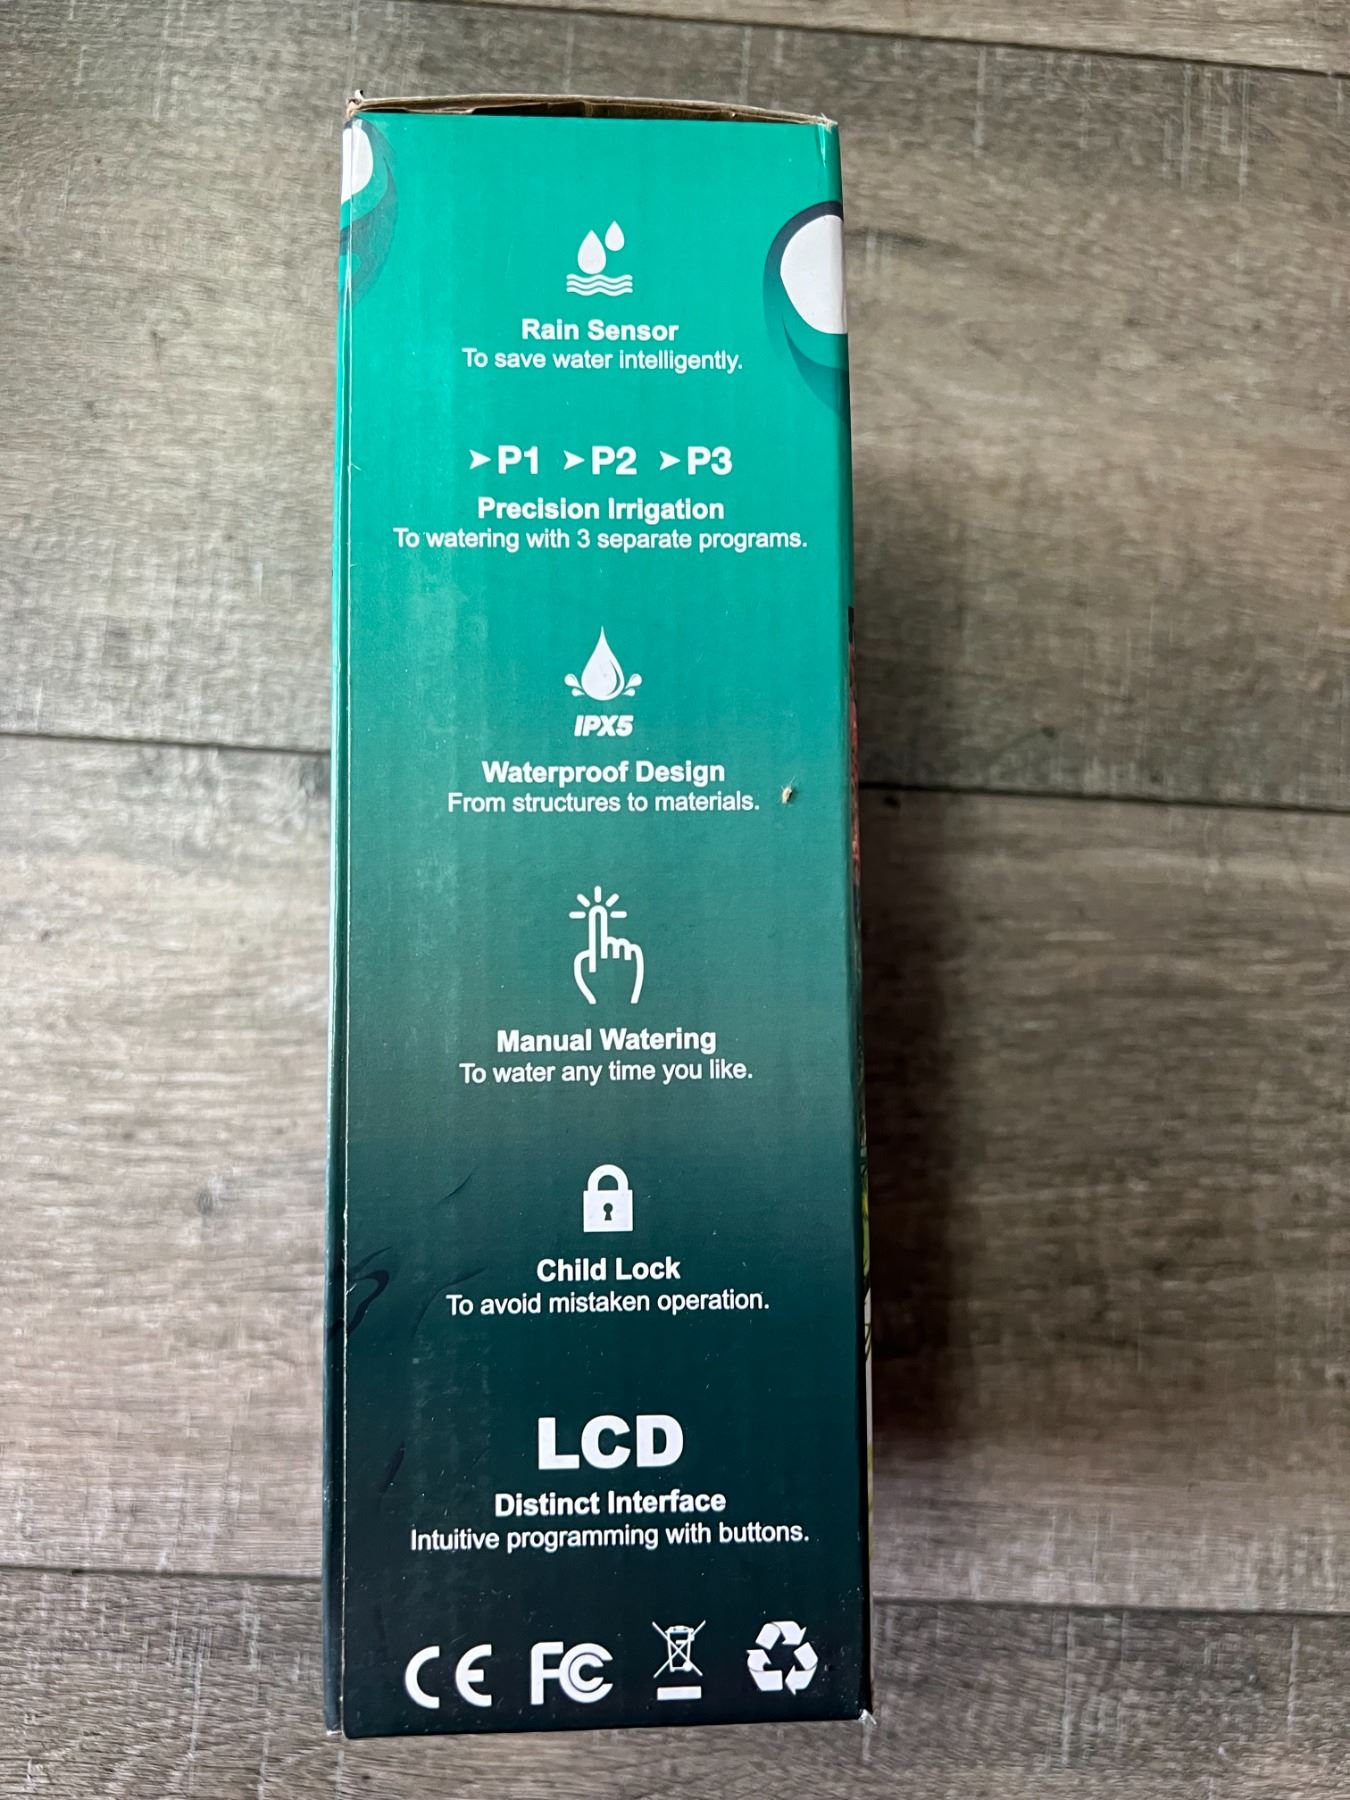 Rain Sensor
To save water intelligently.
➤P1 ➤P2 ➤P3
Precision Irrigation
To watering with 3 separate programs.
IPX5
Waterproof Design
From structures to materials.
Manual Watering
To water any time you like.
Child Lock
To avoid mistaken operation.
LCD
Distinct Interface
Intuitive programming with buttons.
CE FC